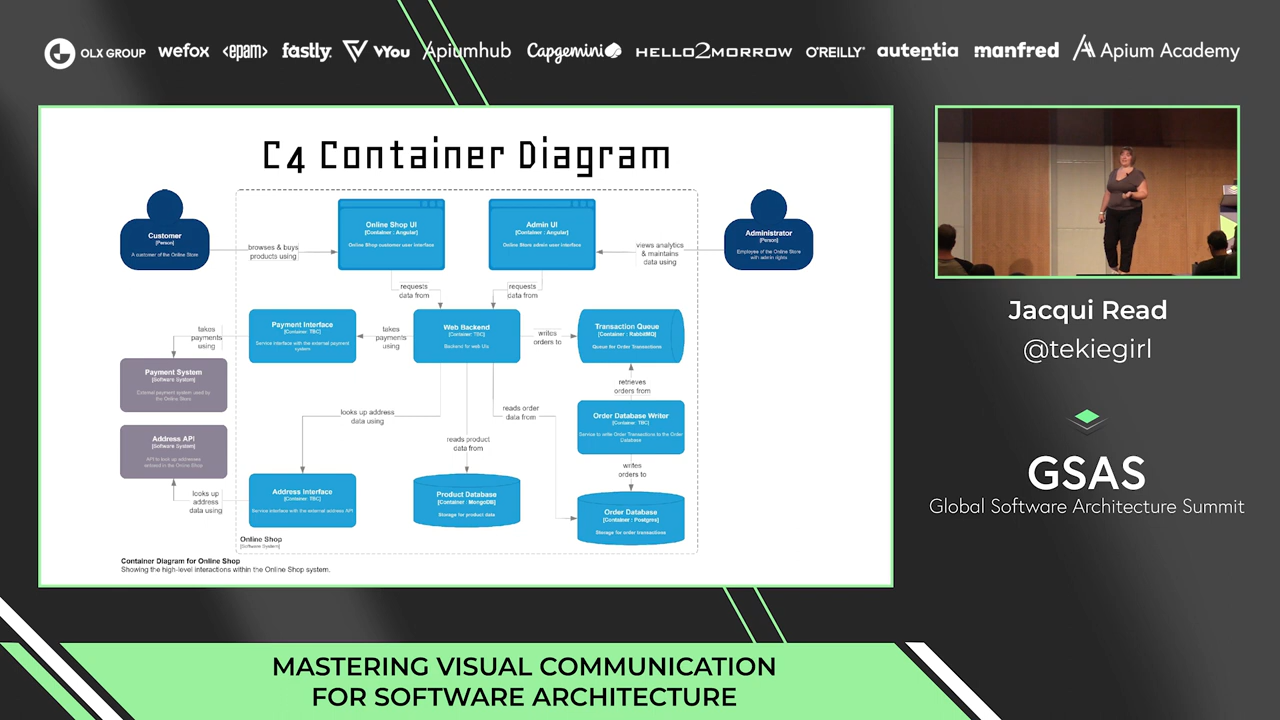 OLX GROUP wefox <epam> fastly. VYou Apiumhub Capgemini HELLO2MORROW O'REILLY® autentia manfred Apium Academy
C4 Container Diagram
Customer
[Person]
A customer of the Online Store
browses & buys
products using
Online Shop UI
[Container : Angular]
Online Shop customer user interface
Admin UI
[Container : Angular]
Online Store admin user interface
views analytics
& maintains
data using
Administrator
[Person]
Employee of the Online Store
with admin rights
requests
data from
requests
data from
takes
payments
using
Payment Interface
[Container: TBC]
Service interface with the external payment
system
takes
payments
using
Web Backend
[Container: TBC]
Backend for web UIs
writes
orders to
Transaction Queue
[Container : RabbitMQ]
Queue for Order Transactions
Payment System
[Software System]
External payment system used by
the Online Store
retrieves
orders from
looks up address
data using
reads order
data from
Order Database Writer
[Container: TBC]
Service to write Order Transactions to the Order
Database
Address API
[Software System]
API to look up addresses
entered in the Online Shop
reads product
data from
writes
orders to
looks up
address
data using
Address Interface
[Container: TBC]
Service interface with the external address API
Product Database
[Container : MongoDB]
Storage for product data
Order Database
[Container : Postgres]
Storage for order transactions
Online Shop
[Software System]
Container Diagram for Online Shop
Showing the high-level interactions within the Online Shop system.
Jacqui Read
@tekiegirl
GSAS
Global Software Architecture Summit
MASTERING VISUAL COMMUNICATION
FOR SOFTWARE ARCHITECTURE